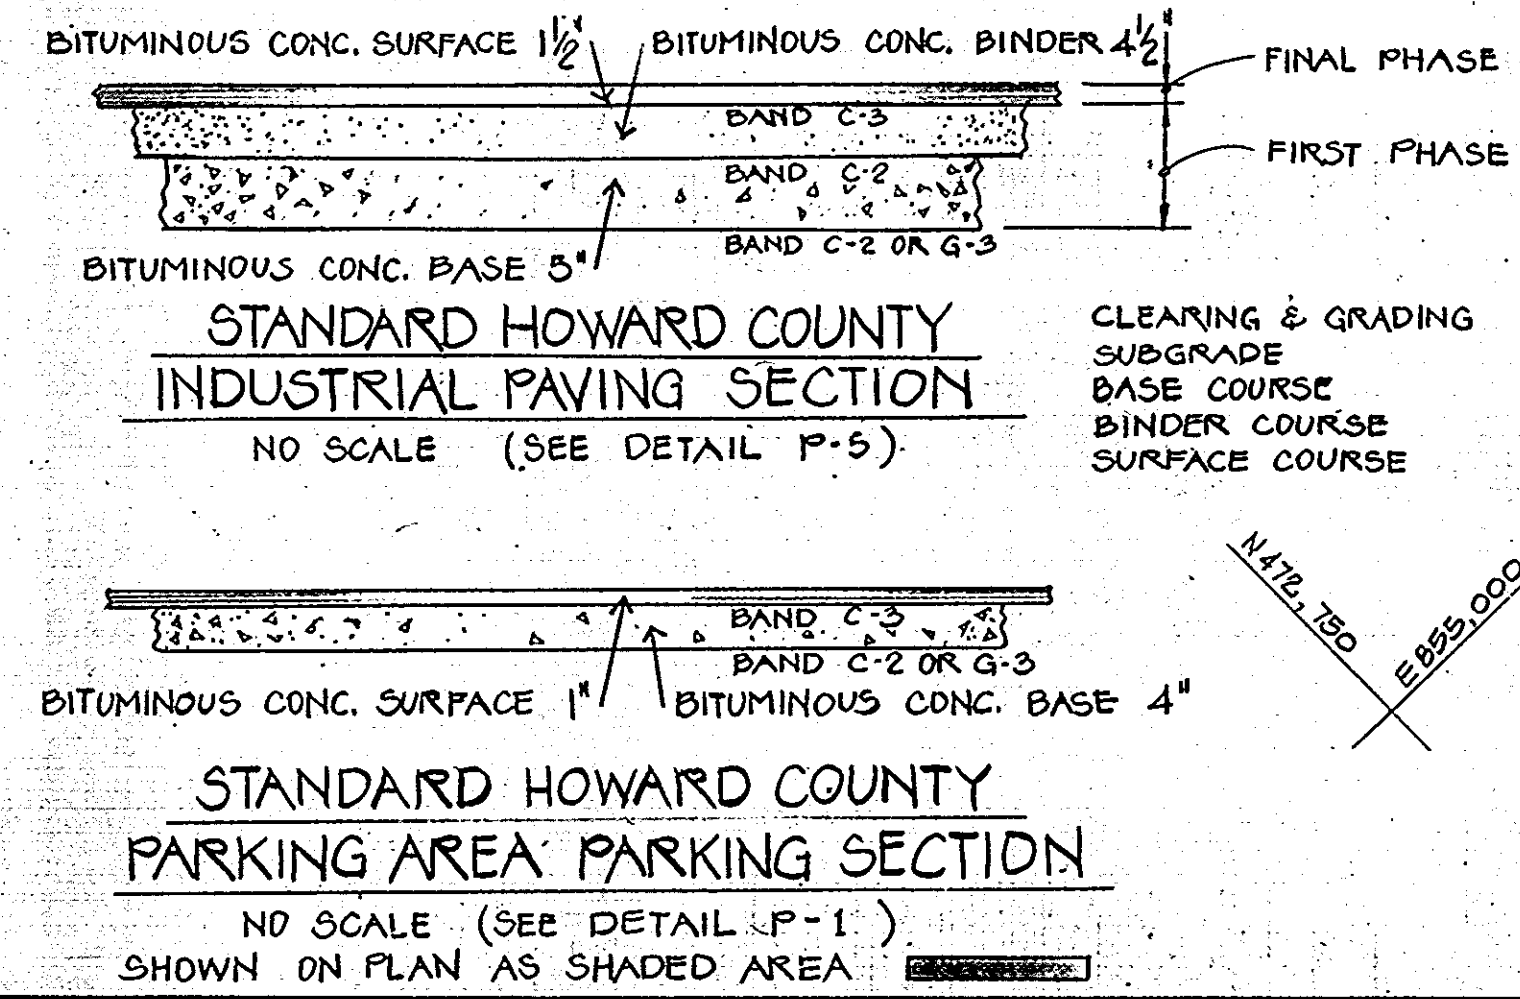 BITUMINOUS CONC. SURFACE 1½"
BITUMINOUS CONC. BINDER 4½"
FINAL PHASE
BAND C-3
FIRST PHASE
BAND C-2
BAND C-2 OR G-3
BITUMINOUS CONC. BASE 5"
STANDARD HOWARD COUNTY
INDUSTRIAL PAVING SECTION
NO SCALE (SEE DETAIL P-5)
CLEARING & GRADING
SUBGRADE
BASE COURSE
BINDER COURSE
SURFACE COURSE
N 472,750
E 855,000
BAND C-3
BAND C-2 OR G-3
BITUMINOUS CONC. SURFACE 1"
BITUMINOUS CONC. BASE 4"
STANDARD HOWARD COUNTY
PARKING AREA PARKING SECTION
NO SCALE (SEE DETAIL P-1)
SHOWN ON PLAN AS SHADED AREA